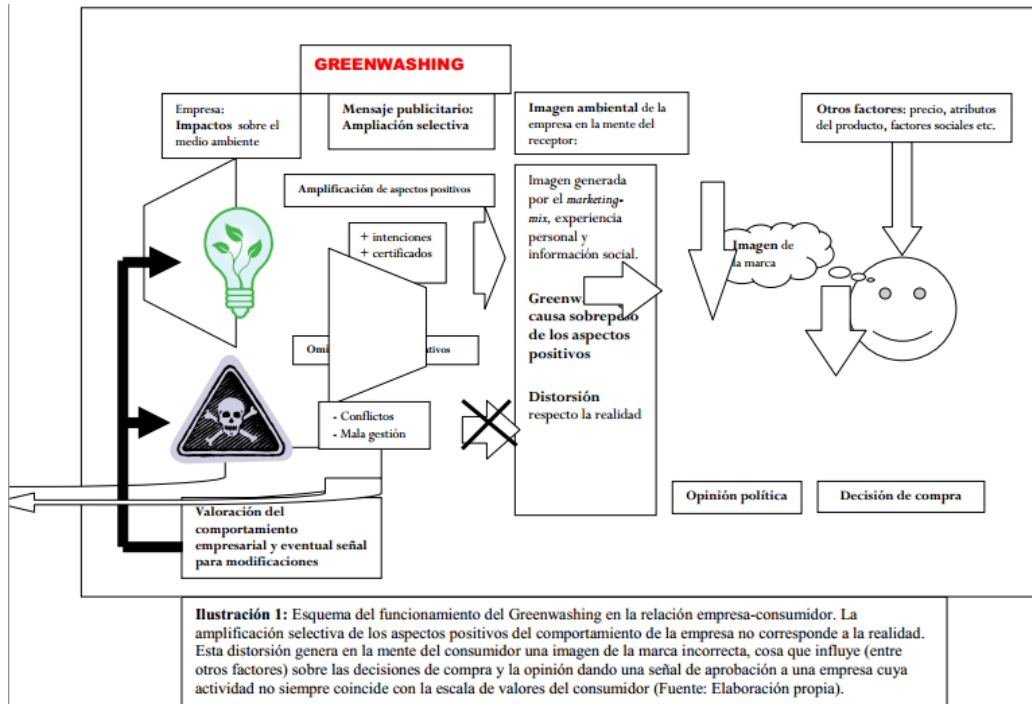 GREENWASHING
Empresa:
Impactos sobre el
medio ambiente
Mensaje publicitario:
Ampliación selectiva
Imagen ambiental de la
empresa en la mente del
receptor:
Otros factores: precio, atributos
del producto, factores sociales etc.
Amplificación de aspectos positivos
+ intenciones
+ certificados
Imagen generada
por el marketing-
mix, experiencia
personal y
información social.
causa sobrepeso
de los aspectos
positivos
Distorsión
respecto la realidad
Imagen de
la marca
- Conflictos
- Mala gestión
Opinión política
Decisión de compra
Valoración del
comportamiento
empresarial y eventual señal
para modificaciones
Ilustración 1: Esquema del funcionamiento del Greenwashing en la relación empresa-consumidor. La
amplificación selectiva de los aspectos positivos del comportamiento de la empresa no corresponde a la realidad.
Esta distorsión genera en la mente del consumidor una imagen de la marca incorrecta, cosa que influye (entre
otros factores) sobre las decisiones de compra y la opinión dando una señal de aprobación a una empresa cuya
actividad no siempre coincide con la escala de valores del consumidor (Fuente: Elaboración propia).